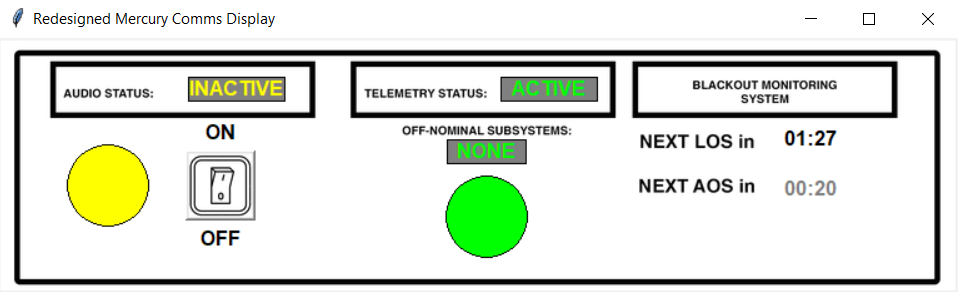 Redesigned Mercury Comms Display
AUDIO STATUS: INACTIVE
ON
OFF
TELEMETRY STATUS: ACTIVE
OFF-NOMINAL SUBSYSTEMS:
NONE
BLACKOUT MONITORING
SYSTEM
NEXT LOS in 01:27
NEXT AOS in 00:20